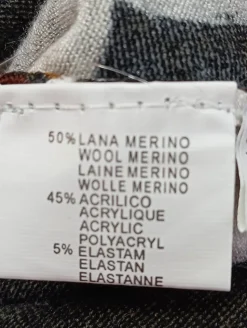 50% LANA MERINO
WOOL MERINO
LAINE MERINO
WOLLE MERINO
45% ACRILICO
ACRYLIQUE
ACRYLIC
POLYACRYL
5% ELASTAM
ELASTAN
ELASTANNE